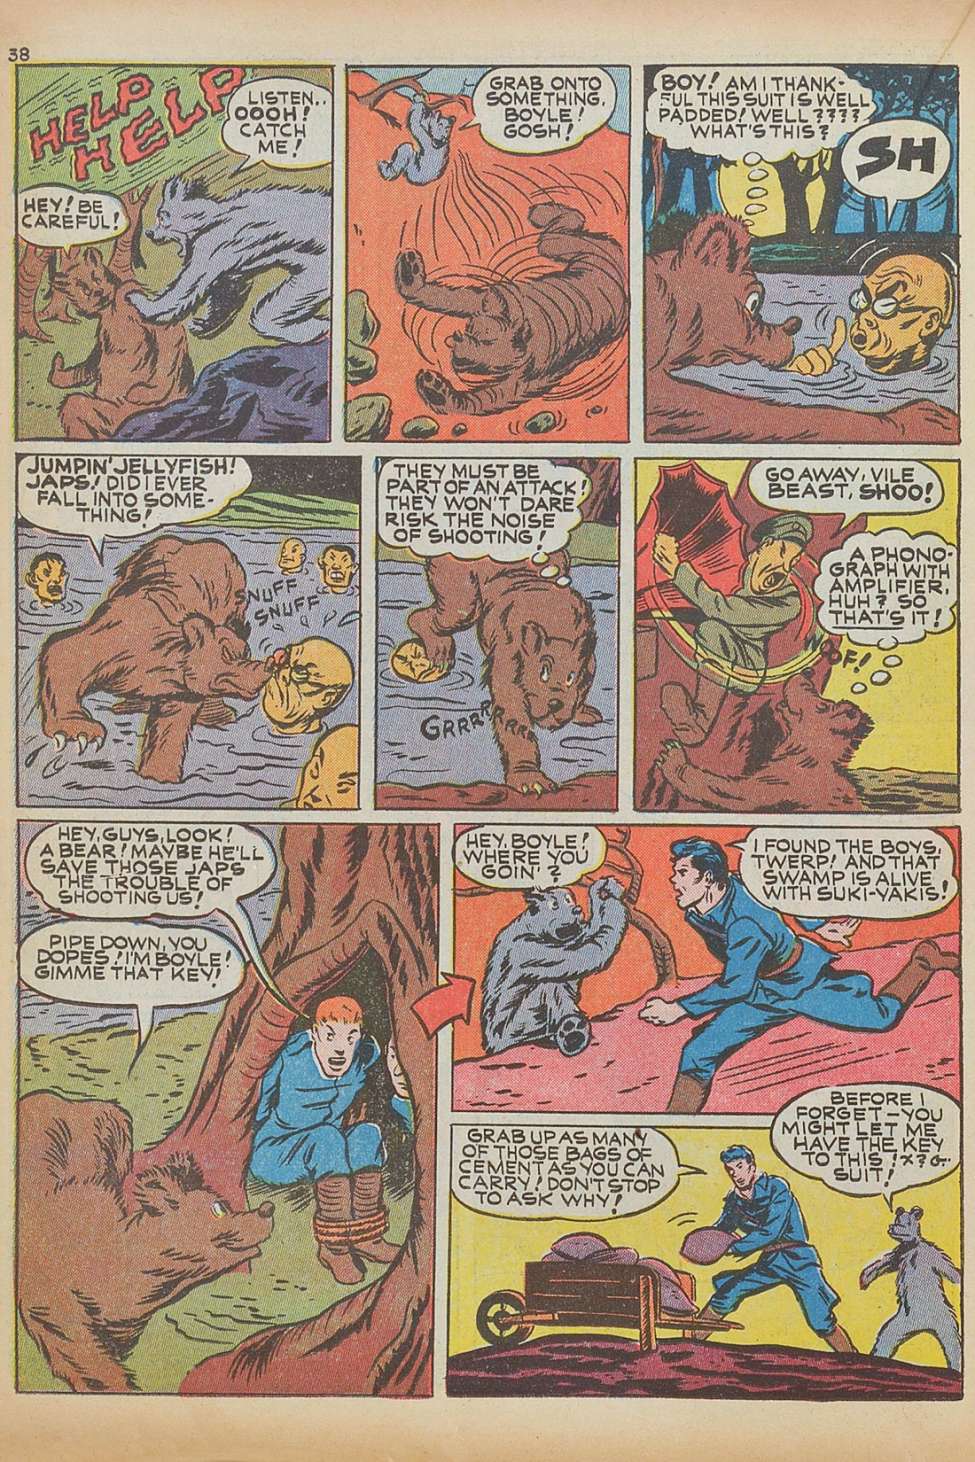 38
HELP
HELP
LISTEN..
OOOH! CATCH
ME!
HEY! BE
CAREFUL!
GRAB ONTO
SOMETHING,
BOYLE!
GOSH!
BOY! AM I THANK-
FUL THIS SUIT IS WELL
PADDED! WELL????
WHAT'S THIS?
SH
JUMPIN' JELLYFISH!
JAPS! DID I EVER
FALL INTO SOME-
THING!
SNUFF
SNUFF
THEY MUST BE
PART OF AN ATTACK!
THEY WON'T DARE
RISK THE NOISE
OF SHOOTING!
GRRRRRRRR
GO AWAY, VILE
BEAST, SHOO!
A PHONO-
GRAPH WITH
AMPLIFIER,
HUH? SO
THAT'S IT!
OOF!
HEY, GUYS, LOOK!
A BEAR! MAYBE HE'LL
SAVE THOSE JAPS
THE TROUBLE OF
SHOOTING US!
PIPE DOWN, YOU
DOPES! I'M BOYLE!
GIMME THAT KEY!
HEY, BOYLE!
WHERE YOU
GOIN'?
I FOUND THE BOYS,
TWERP! AND THAT
SWAMP IS ALIVE
WITH SUKI-YAKIS!
GRAB UP AS MANY
OF THOSE BAGS OF
CEMENT AS YOU CAN
CARRY! DON'T STOP
TO ASK WHY!
BEFORE I
FORGET—YOU
MIGHT LET ME
HAVE THE KEY
TO THIS !*?&-
SUIT!